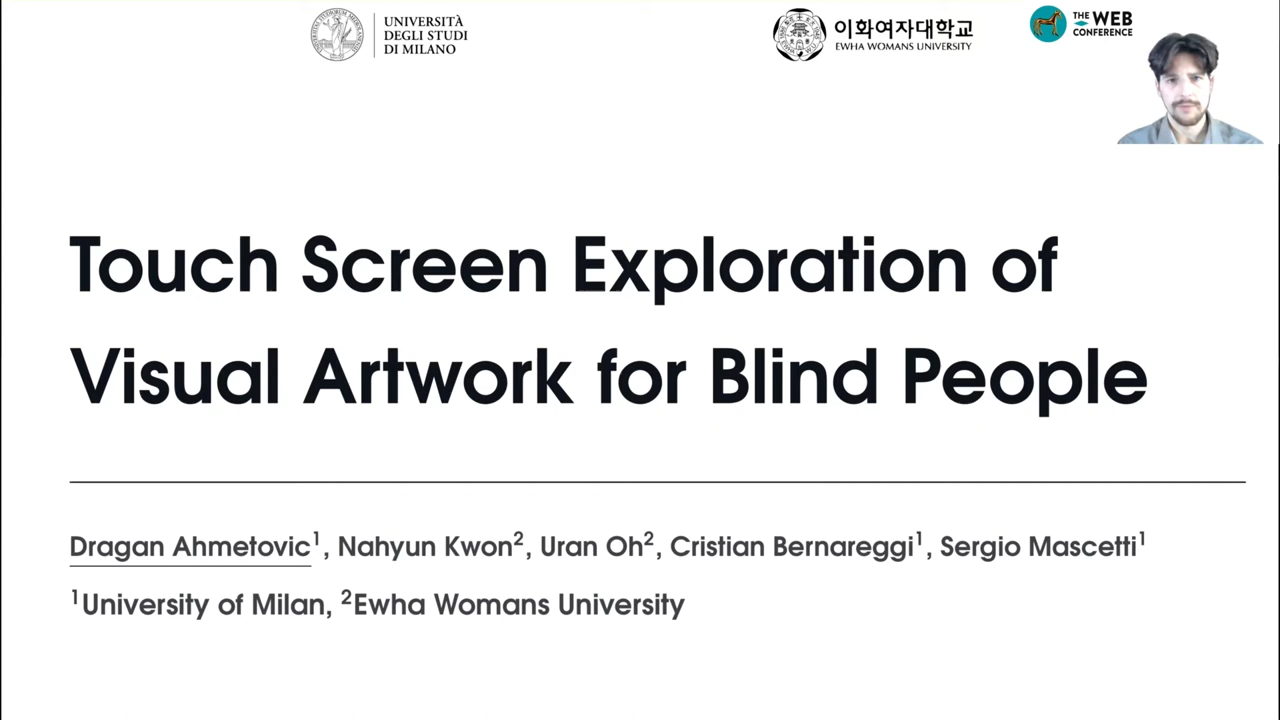 UNIVERSITÀ
DEGLI STUDI
DI MILANO
이화여자대학교
EWHA WOMANS UNIVERSITY
THE WEB
CONFERENCE
Touch Screen Exploration of
Visual Artwork for Blind People
Dragan Ahmetovic¹, Nahyun Kwon², Uran Oh², Cristian Bernareggi¹, Sergio Mascetti¹
¹University of Milan, ²Ewha Womans University